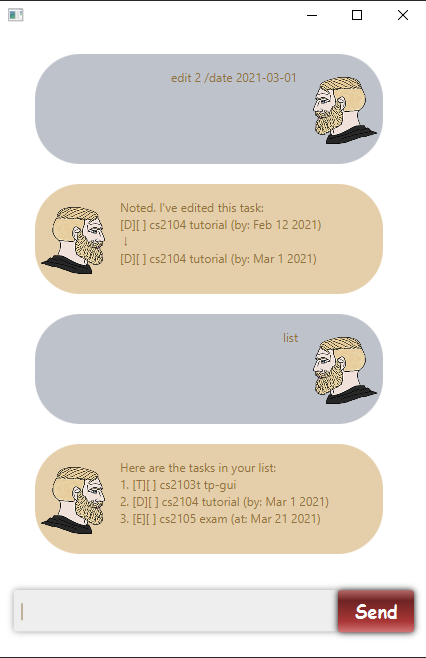 edit 2 /date 2021-03-01
Noted. I've edited this task:
[D][ ] cs2104 tutorial (by: Feb 12 2021)
↓
[D][ ] cs2104 tutorial (by: Mar 1 2021)
list
Here are the tasks in your list:
1. [T][ ] cs2103t tp-gui
2. [D][ ] cs2104 tutorial (by: Mar 1 2021)
3. [E][ ] cs2105 exam (at: Mar 21 2021)
Send